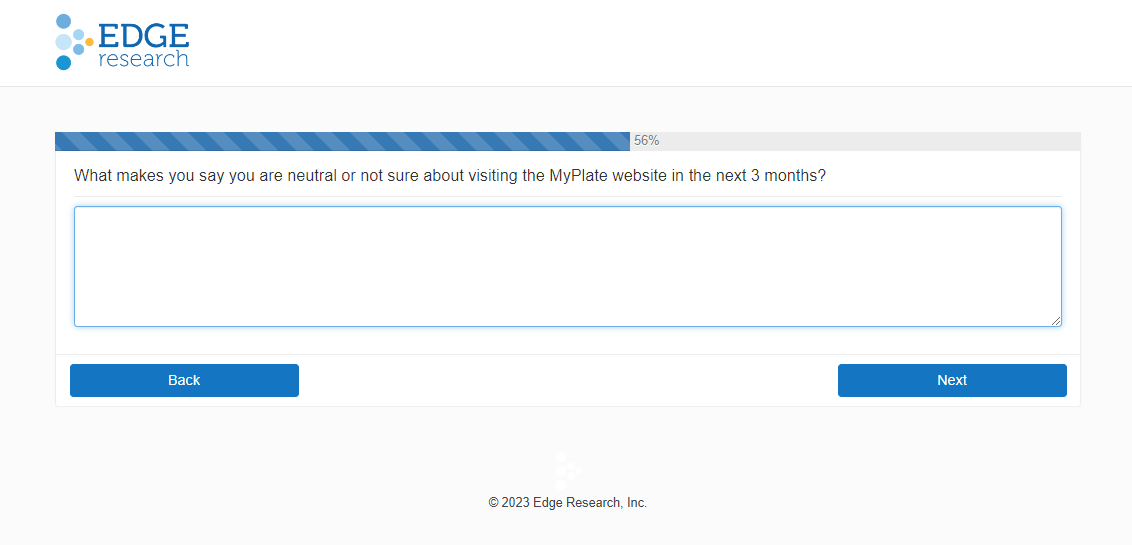 EDGE
research
56%
What makes you say you are neutral or not sure about visiting the MyPlate website in the next 3 months?
Back
Next
© 2023 Edge Research, Inc.